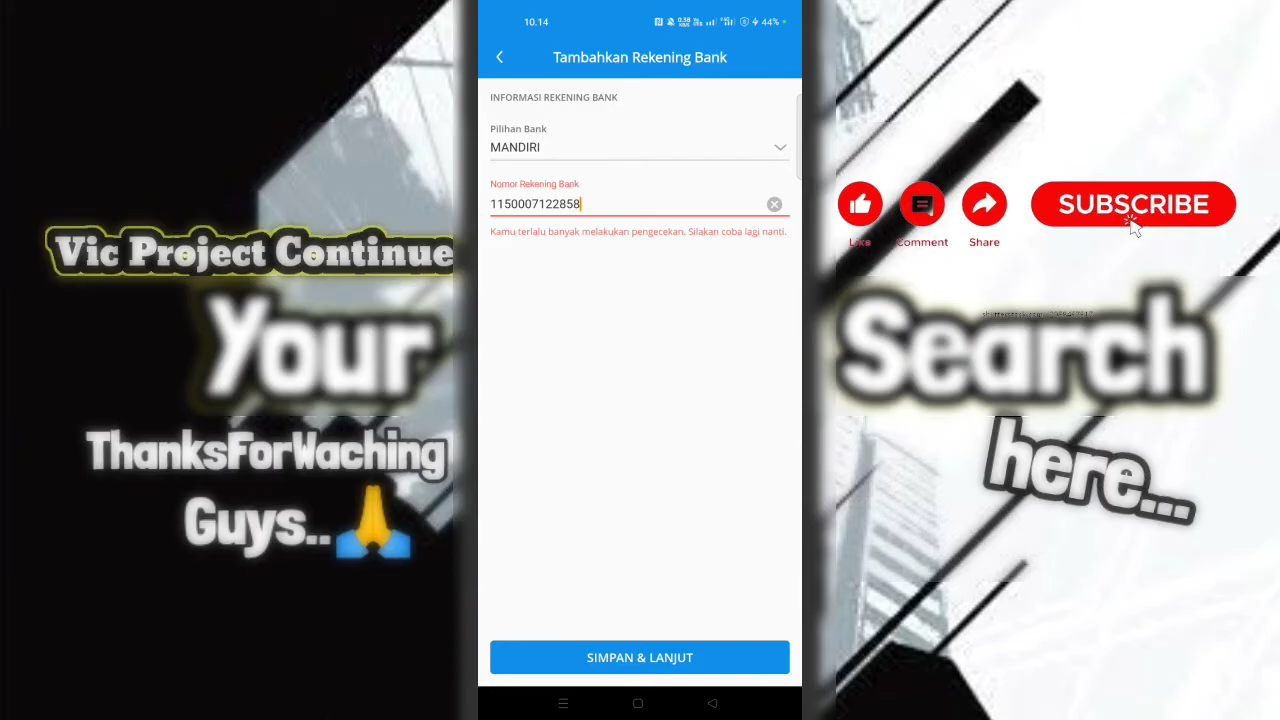 10.14
0.58
44%
Tambahkan Rekening Bank
INFORMASI REKENING BANK
Pilihan Bank
MANDIRI
Nomor Rekening Bank
1150007122858
Kamu terlalu banyak melakukan pengecekan. Silakan coba lagi nanti.
SIMPAN & LANJUT
Vic Project Continue
Your
ThanksForWaching
Guys..🙏
SUBSCRIBE
Like
Comment
Share
Search
here...